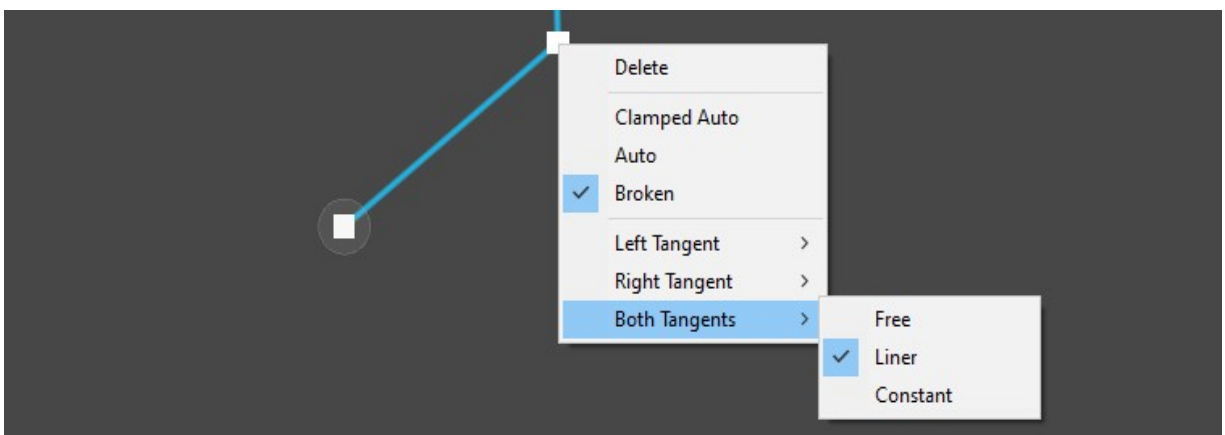 Delete
Clamped Auto
Auto
Broken
Left Tangent
Right Tangent
Both Tangents
Free
Liner
Constant